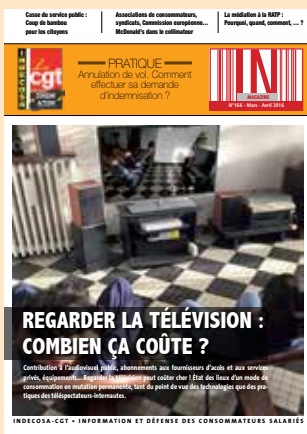 Casse du service public :
Coup de bambou
pour les citoyens
Associations de consommateurs,
syndicats, Commission européenne...
McDonald's dans le collimateur
La médiation à la RATP :
Pourquoi, quand, comment, ... ?
INDECOSA
la
cgt
PRATIQUE
Annulation de vol. Comment
effectuer sa demande
d'indemnisation ?
IN
MAGAZINE
N°166 - Mars - Avril 2016
REGARDER LA TÉLÉVISION :
COMBIEN ÇA COÛTE ?
Contribution à l'audiovisuel public, abonnements aux fournisseurs d'accès et aux services
privés, équipements... Regarder la télévision peut coûter cher ! État des lieux d'un mode de
consommation en mutation permanente, tant du point de vue des technologies que des pra-
tiques des téléspectateurs-internautes.
INDECOSA-CGT • INFORMATION ET DÉFENSE DES CONSOMMATEURS SALARIÉS